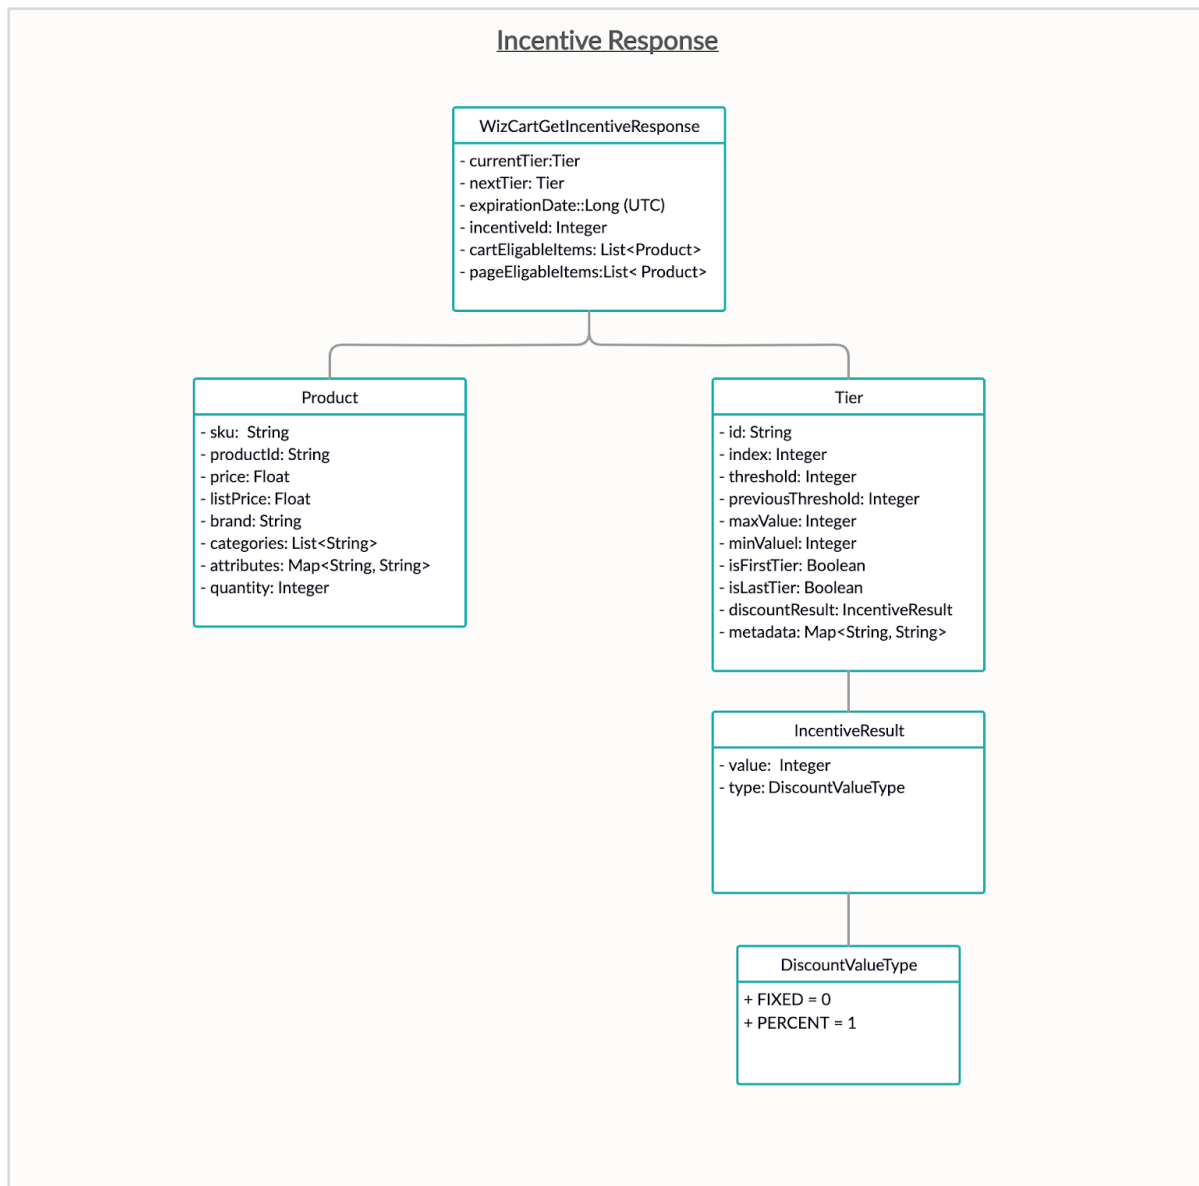 Incentive Response
WizCartGetIncentiveResponse
- currentTier:Tier
- nextTier: Tier
- expirationDate::Long (UTC)
- incentiveId: Integer
- cartEligableItems: List<Product>
- pageEligableItems:List< Product>
Product
- sku:  String
- productId: String
- price: Float
- listPrice: Float
- brand: String
- categories: List<String>
- attributes: Map<String, String>
- quantity: Integer
Tier
- id: String
- index: Integer
- threshold: Integer
- previousThreshold: Integer
- maxValue: Integer
- minValuel: Integer
- isFirstTier: Boolean
- isLastTier: Boolean
- discountResult: IncentiveResult
- metadata: Map<String, String>
IncentiveResult
- value:  Integer
- type: DiscountValueType
DiscountValueType
+ FIXED = 0
+ PERCENT = 1